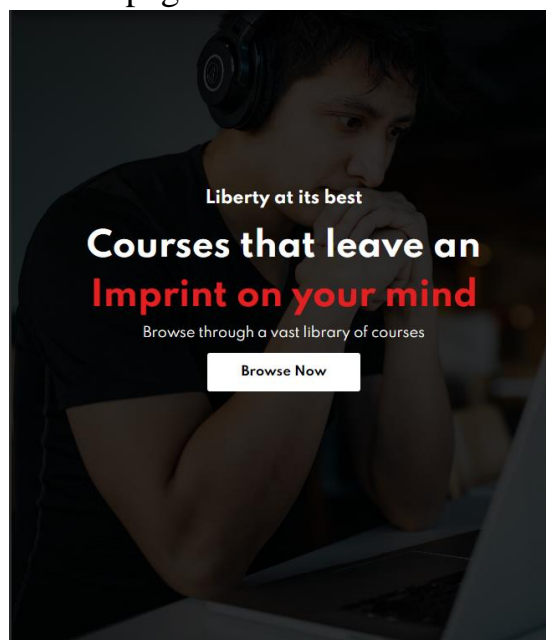 Liberty at its best
Courses that leave an
Imprint on your mind
Browse through a vast library of courses
Browse Now